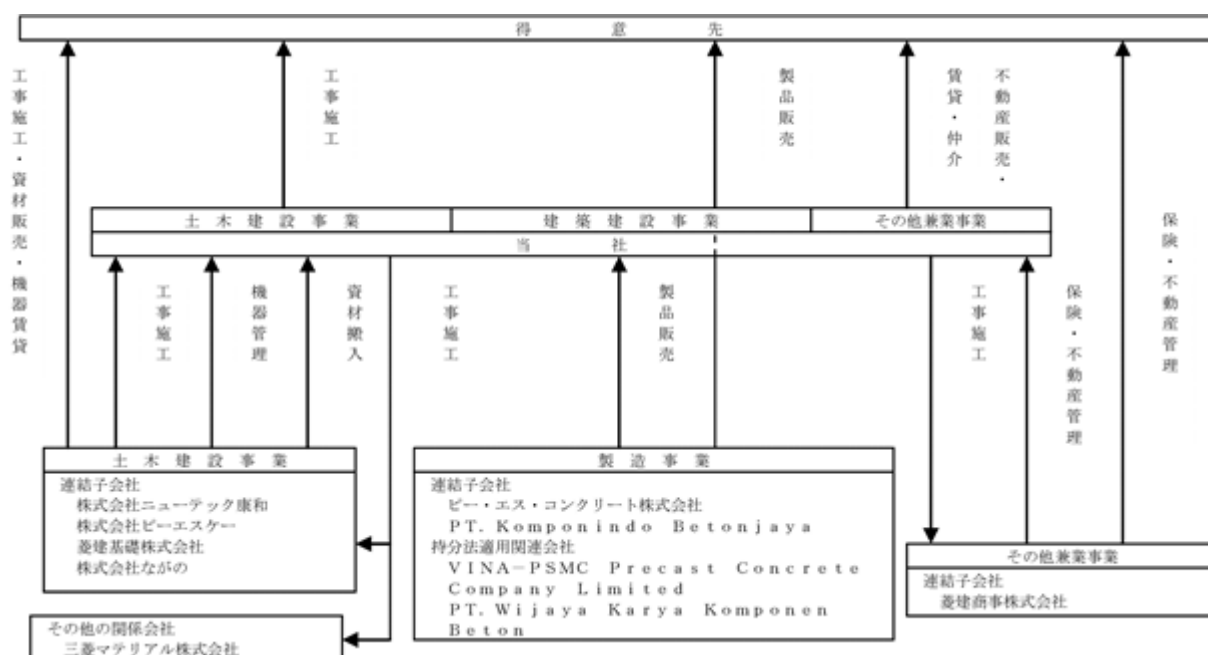 得意先
工事施工・資材販売・機器賃貸
工事施工
製品販売
不動産販売・
賃貸・仲介
保険・不動産管理
土木建設事業
建築建設事業
その他兼業事業
当社
工事施工
機器管理
資材搬入
工事施工
製品販売
工事施工
保険・不動産管理
土木建設事業
連結子会社
株式会社ニューテック康和
株式会社ピーエスケー
菱建基礎株式会社
株式会社ながの
その他の関係会社
三菱マテリアル株式会社
製造事業
連結子会社
ピー・エス・コンクリート株式会社
PT. Komponindo Betonjaya
持分法適用関連会社
VINA-PSMC Precast Concrete
Company Limited
PT. Wijaya Karya Komponen
Beton
その他兼業事業
連結子会社
菱建商事株式会社